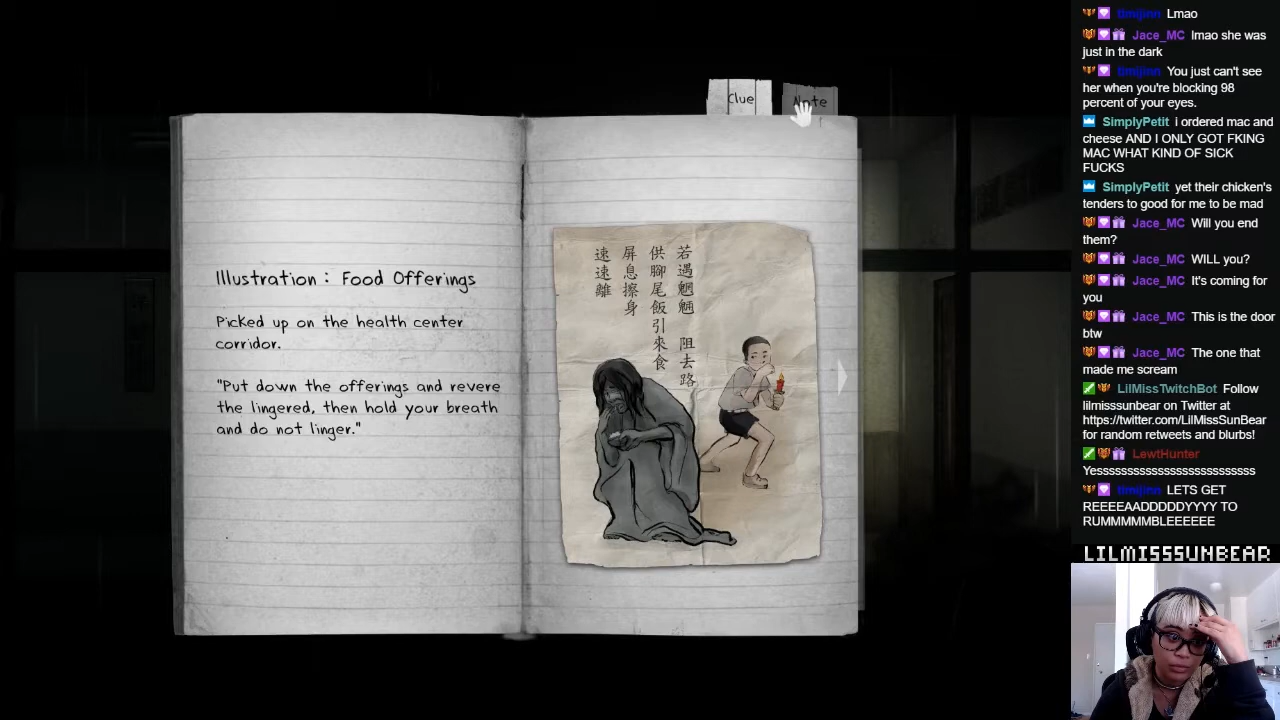 Clue
Note
Illustration : Food Offerings
Picked up on the health center
corridor.
"Put down the offerings and revere
the lingered, then hold your breath
and do not linger."
若遇魍魎 阻去路
供腳尾飯引來食
屏息擦身
速速離
timijinn Lmao
Jace_MC lmao she was
just in the dark
timijinn You just can't see
her when you're blocking 98
percent of your eyes.
SimplyPetit i ordered mac and
cheese AND I ONLY GOT FKING
MAC WHAT KIND OF SICK
FUCKS
SimplyPetit yet their chicken's
tenders to good for me to be mad
Jace_MC Will you end
them?
Jace_MC WILL you?
Jace_MC It's coming for
you
Jace_MC This is the door
btw
Jace_MC The one that
made me scream
LilMissTwitchBot Follow
lilmisssunbear on Twitter at
https://twitter.com/LilMissSunBear
for random retweets and blurbs!
LewtHunter
Yesssssssssssssssssssssssssss
timijinn LETS GET
REEEEAADDDDDYYYY TO
RUMMMMMBLEEEEEE
LILMISSSUNBEAR